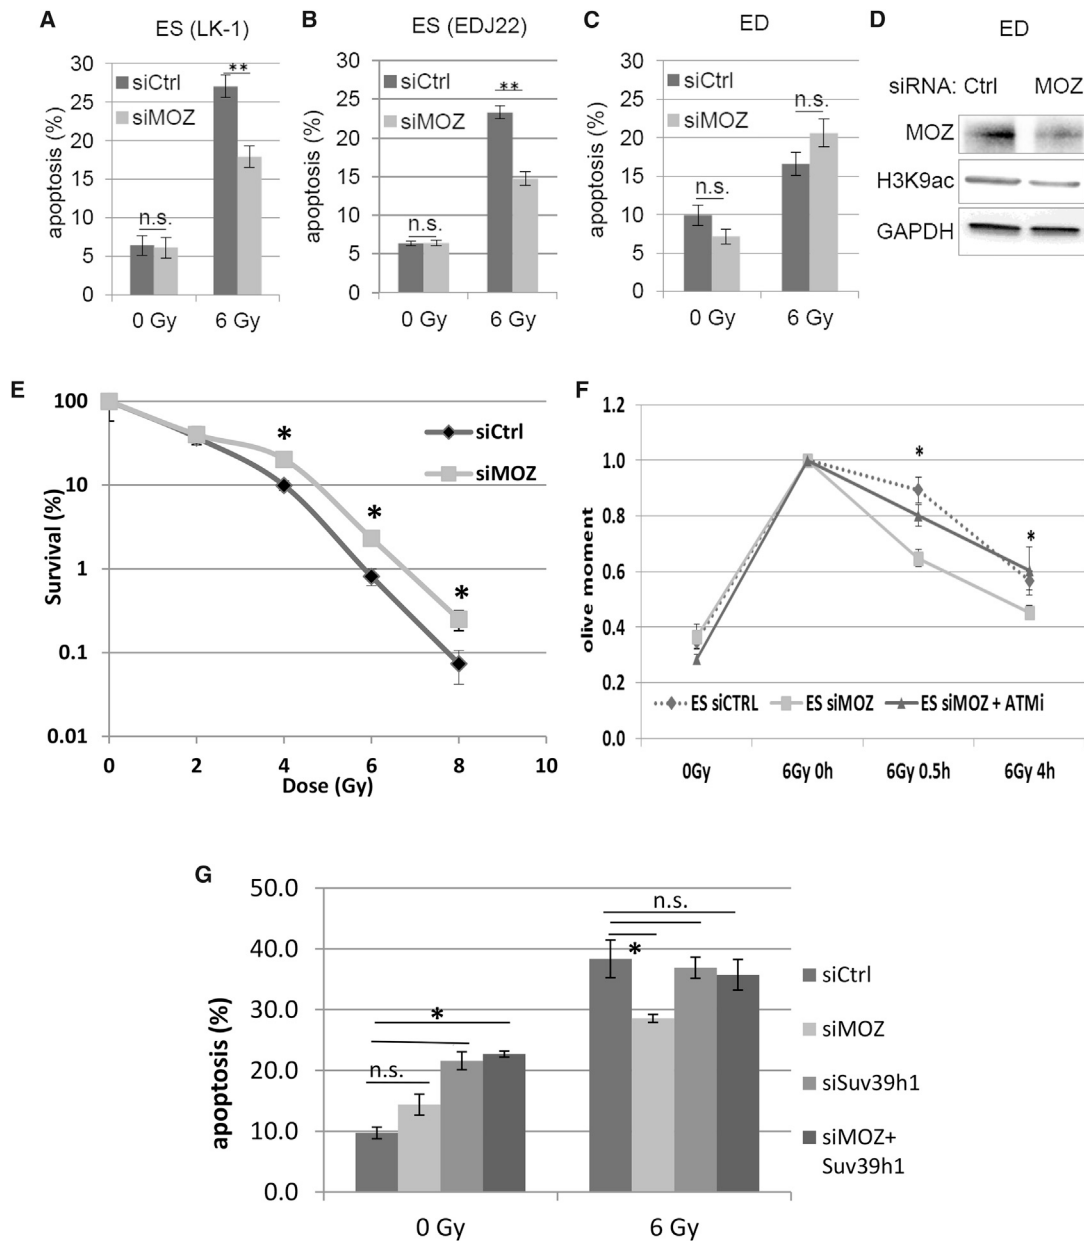 A
ES (LK-1)
apoptosis (%)
30
25
20
15
10
5
0
siCtrl
siMOZ
n.s.
**
0 Gy
6 Gy
B
ES (EDJ22)
apoptosis (%)
30
25
20
15
10
5
0
siCtrl
siMOZ
n.s.
**
0 Gy
6 Gy
C
ED
apoptosis (%)
30
25
20
15
10
5
0
siCtrl
siMOZ
n.s.
n.s.
0 Gy
6 Gy
D
ED
siRNA: Ctrl MOZ
MOZ
H3K9ac
GAPDH
E
Survival (%)
100
10
1
0.1
0.01
*
*
*
siCtrl
siMOZ
0 2 4 6 8 10
Dose (Gy)
F
olive moment
1.2
1.0
0.8
0.6
0.4
0.2
0.0
*
*
ES siCTRL ES siMOZ ES siMOZ + ATMi
0Gy 6Gy 0h 6Gy 0.5h 6Gy 4h
G
apoptosis (%)
50.0
40.0
30.0
20.0
10.0
0.0
n.s.
*
n.s.
*
0 Gy
6 Gy
siCtrl
siMOZ
siSuv39h1
siMOZ+
Suv39h1